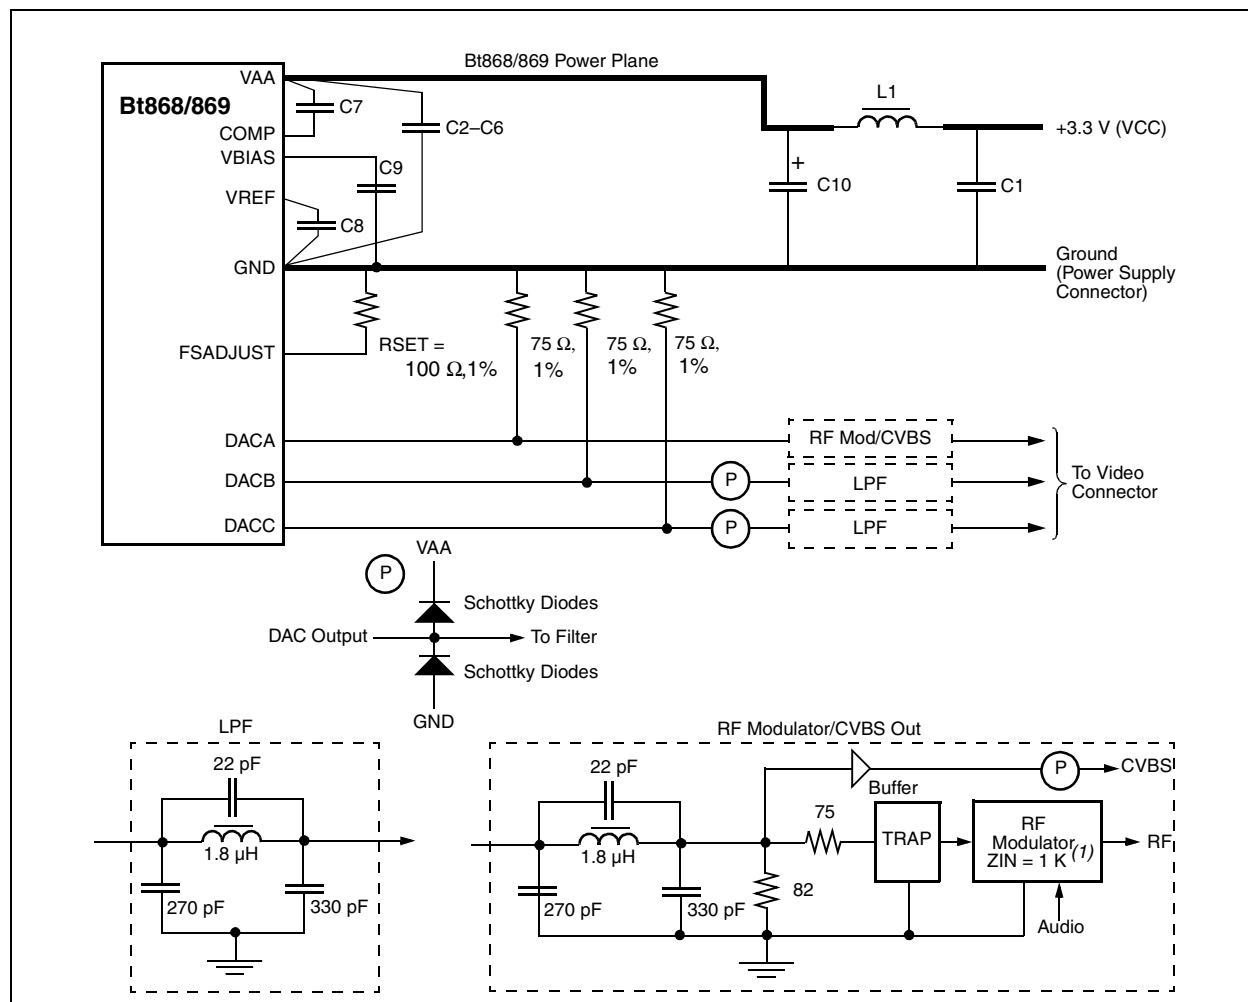 Bt868/869 Power Plane
VAA
Bt868/869
C7
C2–C6
L1
+3.3 V (VCC)
COMP
VBIAS
C9
+
C10
C1
VREF
C8
GND
Ground
(Power Supply
Connector)
FSADJUST
RSET =
100 Ω,1%
75 Ω,
1%
75 Ω,
1%
75 Ω,
1%
DACA
RF Mod/CVBS
DACB
P
LPF
To Video
Connector
DACC
P
LPF
P
VAA
Schottky Diodes
DAC Output
To Filter
Schottky Diodes
GND
LPF
22 pF
1.8 µH
270 pF
330 pF
RF Modulator/CVBS Out
22 pF
1.8 µH
270 pF
330 pF
Buffer
P
CVBS
75
82
TRAP
RF
Modulator
ZIN = 1 K (1)
RF
Audio